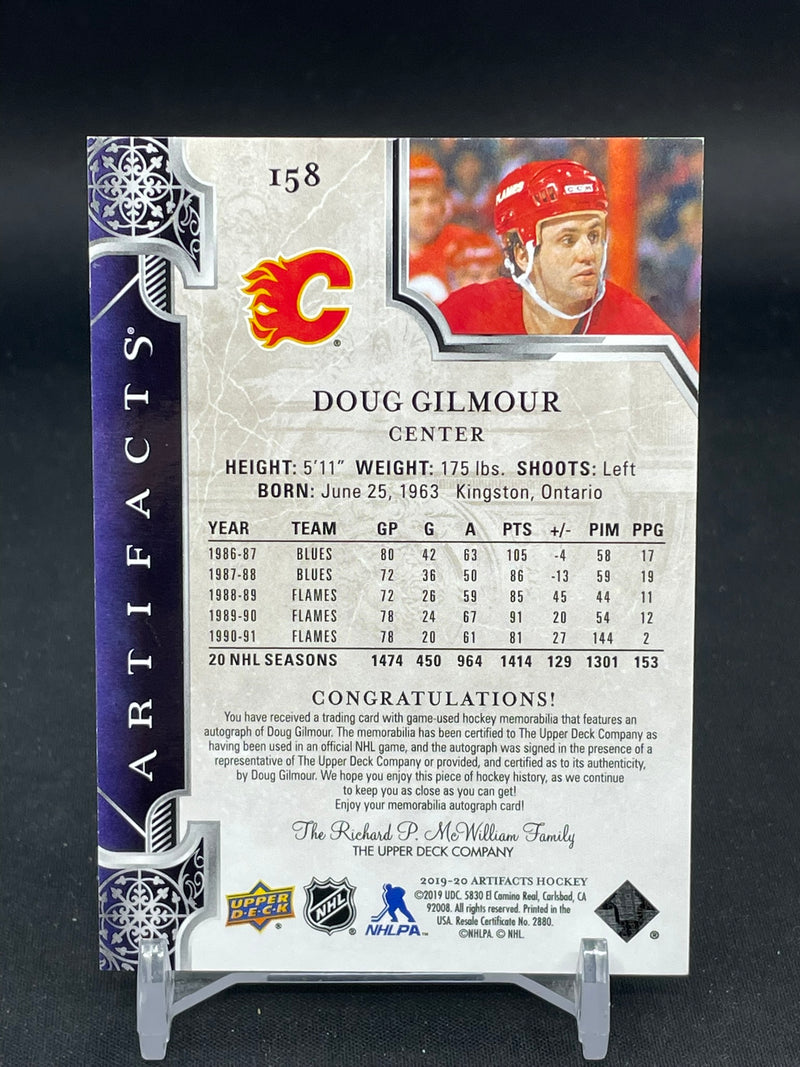 158
FLAMES
CCM
ARTIFACTS®
®
DOUG GILMOUR
CENTER
HEIGHT: 5'11" WEIGHT: 175 lbs. SHOOTS: Left
BORN: June 25, 1963 Kingston, Ontario
YEAR TEAM GP G A PTS +/- PIM PPG
1986-87 BLUES 80 42 63 105 -4 58 17
1987-88 BLUES 72 36 50 86 -13 59 19
1988-89 FLAMES 72 26 59 85 45 44 11
1989-90 FLAMES 78 24 67 91 20 54 12
1990-91 FLAMES 78 20 61 81 27 144 2
20 NHL SEASONS 1474 450 964 1414 129 1301 153
CONGRATULATIONS!
You have received a trading card with game-used hockey memorabilia that features an
autograph of Doug Gilmour. The memorabilia has been certified to The Upper Deck Company as
having been used in an official NHL game, and the autograph was signed in the presence of a
representative of The Upper Deck Company or provided, and certified as to its authenticity,
by Doug Gilmour. We hope you enjoy this piece of hockey history, as we continue
to keep you as close as you can get!
Enjoy your memorabilia autograph card!
The Richard P. McWilliam Family
THE UPPER DECK COMPANY
UPPER DECK ®
NHL ®
NHLPA™
2019-20 ARTIFACTS HOCKEY
©2019 UDC. 5830 El Camino Real, Carlsbad, CA
92008. All rights reserved. Printed in the
USA. Resale Certificate No. 2880.
©NHLPA. © NHL.
®